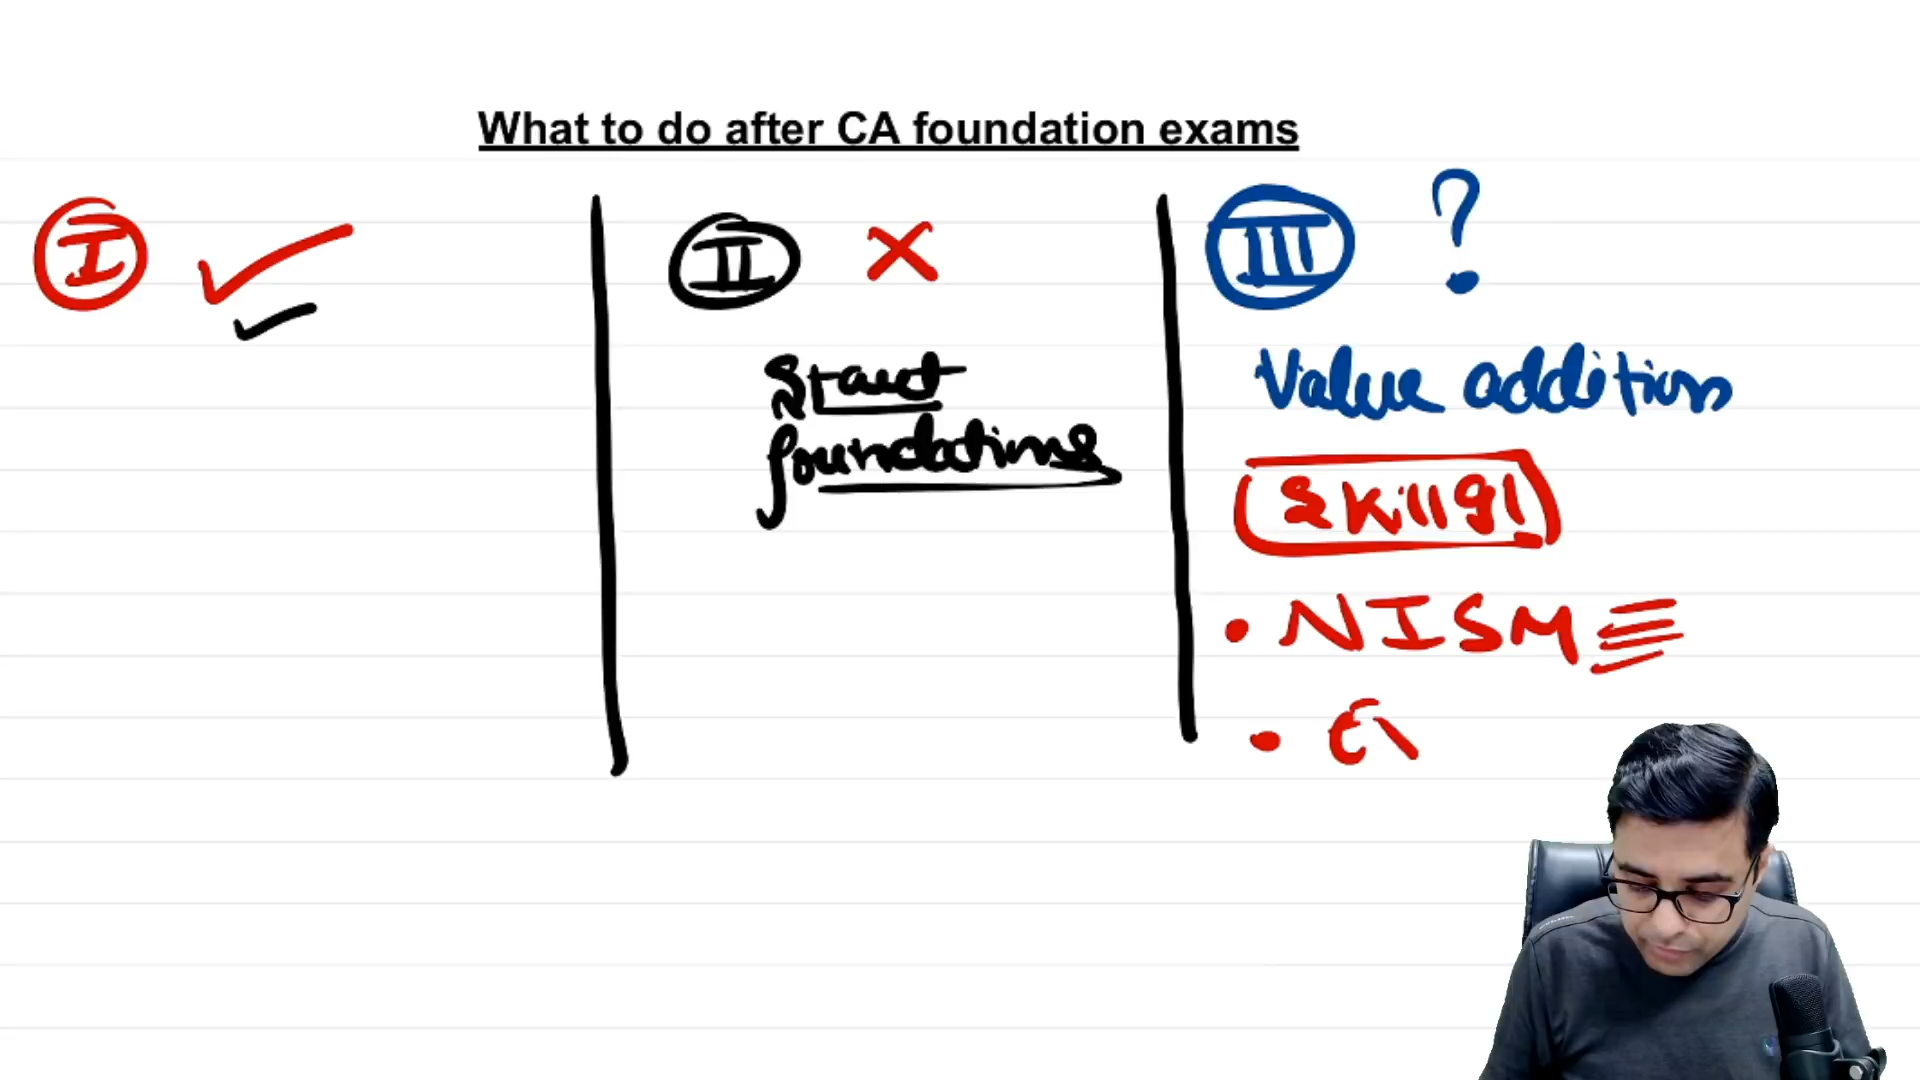 What to do after CA foundation exams
I
II
III ?
Start
foundations
Value addition
Skills!
• NISM